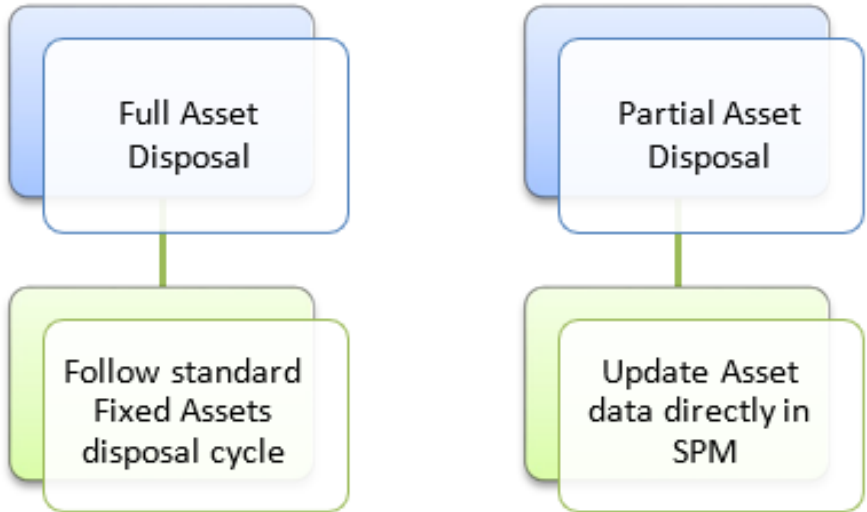 Full Asset
Disposal
Partial Asset
Disposal
Follow standard
Fixed Assets
disposal cycle
Update Asset
data directly in
SPM